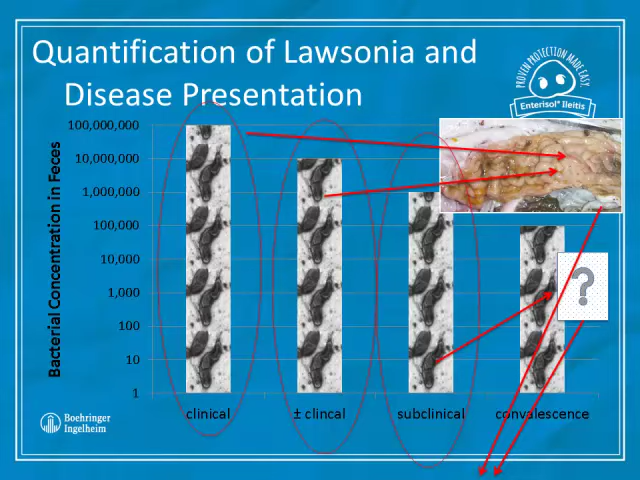 Quantification of Lawsonia and
Disease Presentation
PROVEN PROTECTION MADE EASY.
Enterisol® Ileitis
Bacterial Concentration in Feces
100,000,000
10,000,000
1,000,000
100,000
10,000
1,000
100
10
1
?
clinical
± clincal
subclinical
convalescence
Boehringer
Ingelheim